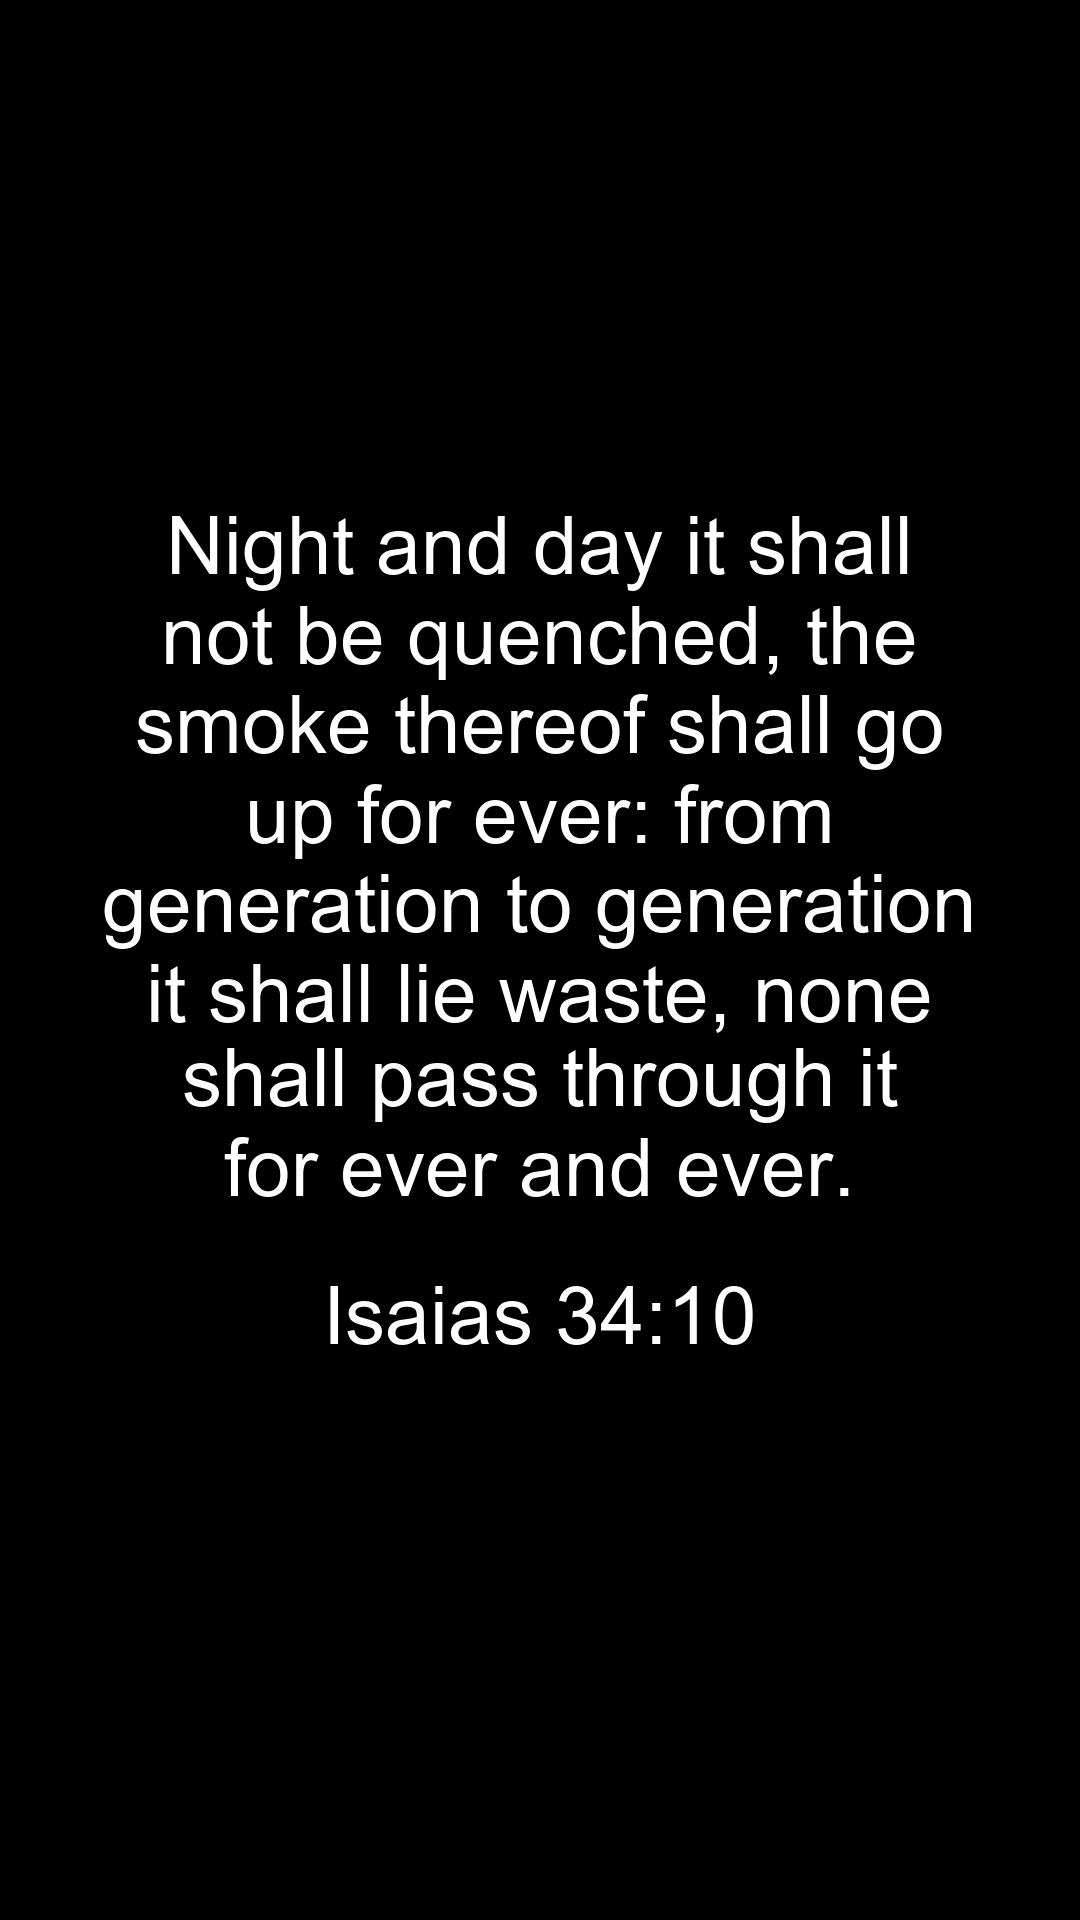 Night and day it shall
not be quenched, the
smoke thereof shall go
up for ever: from
generation to generation
it shall lie waste, none
shall pass through it
for ever and ever.
Isaias 34:10